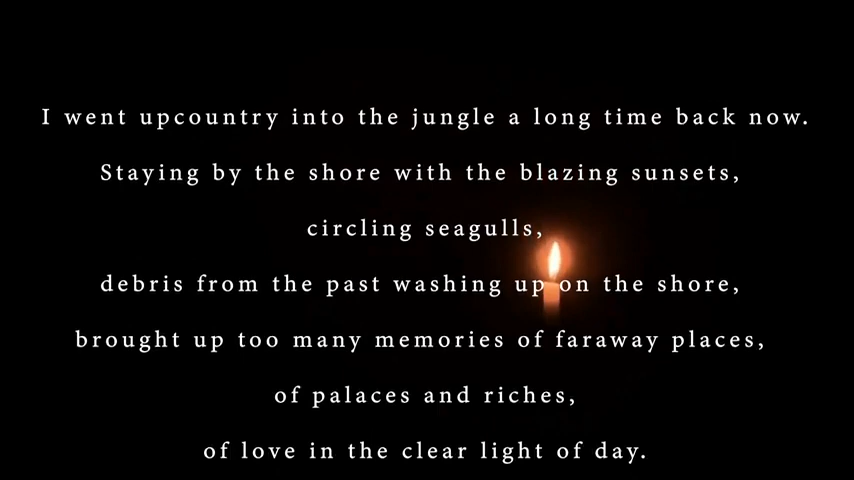 I went upcountry into the jungle a long time back now.
Staying by the shore with the blazing sunsets,
circling seagulls,
debris from the past washing up on the shore,
brought up too many memories of faraway places,
of palaces and riches,
of love in the clear light of day.